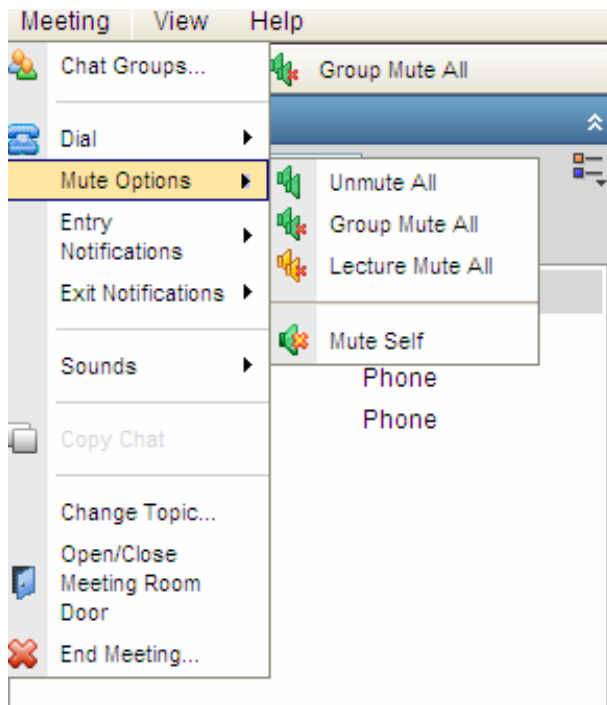 Meeting View Help
Chat Groups...
Group Mute All
Dial
Mute Options
Unmute All
Group Mute All
Lecture Mute All
Mute Self
Entry
Notifications
Exit Notifications
Sounds
Phone
Phone
Copy Chat
Change Topic...
Open/Close
Meeting Room
Door
End Meeting...